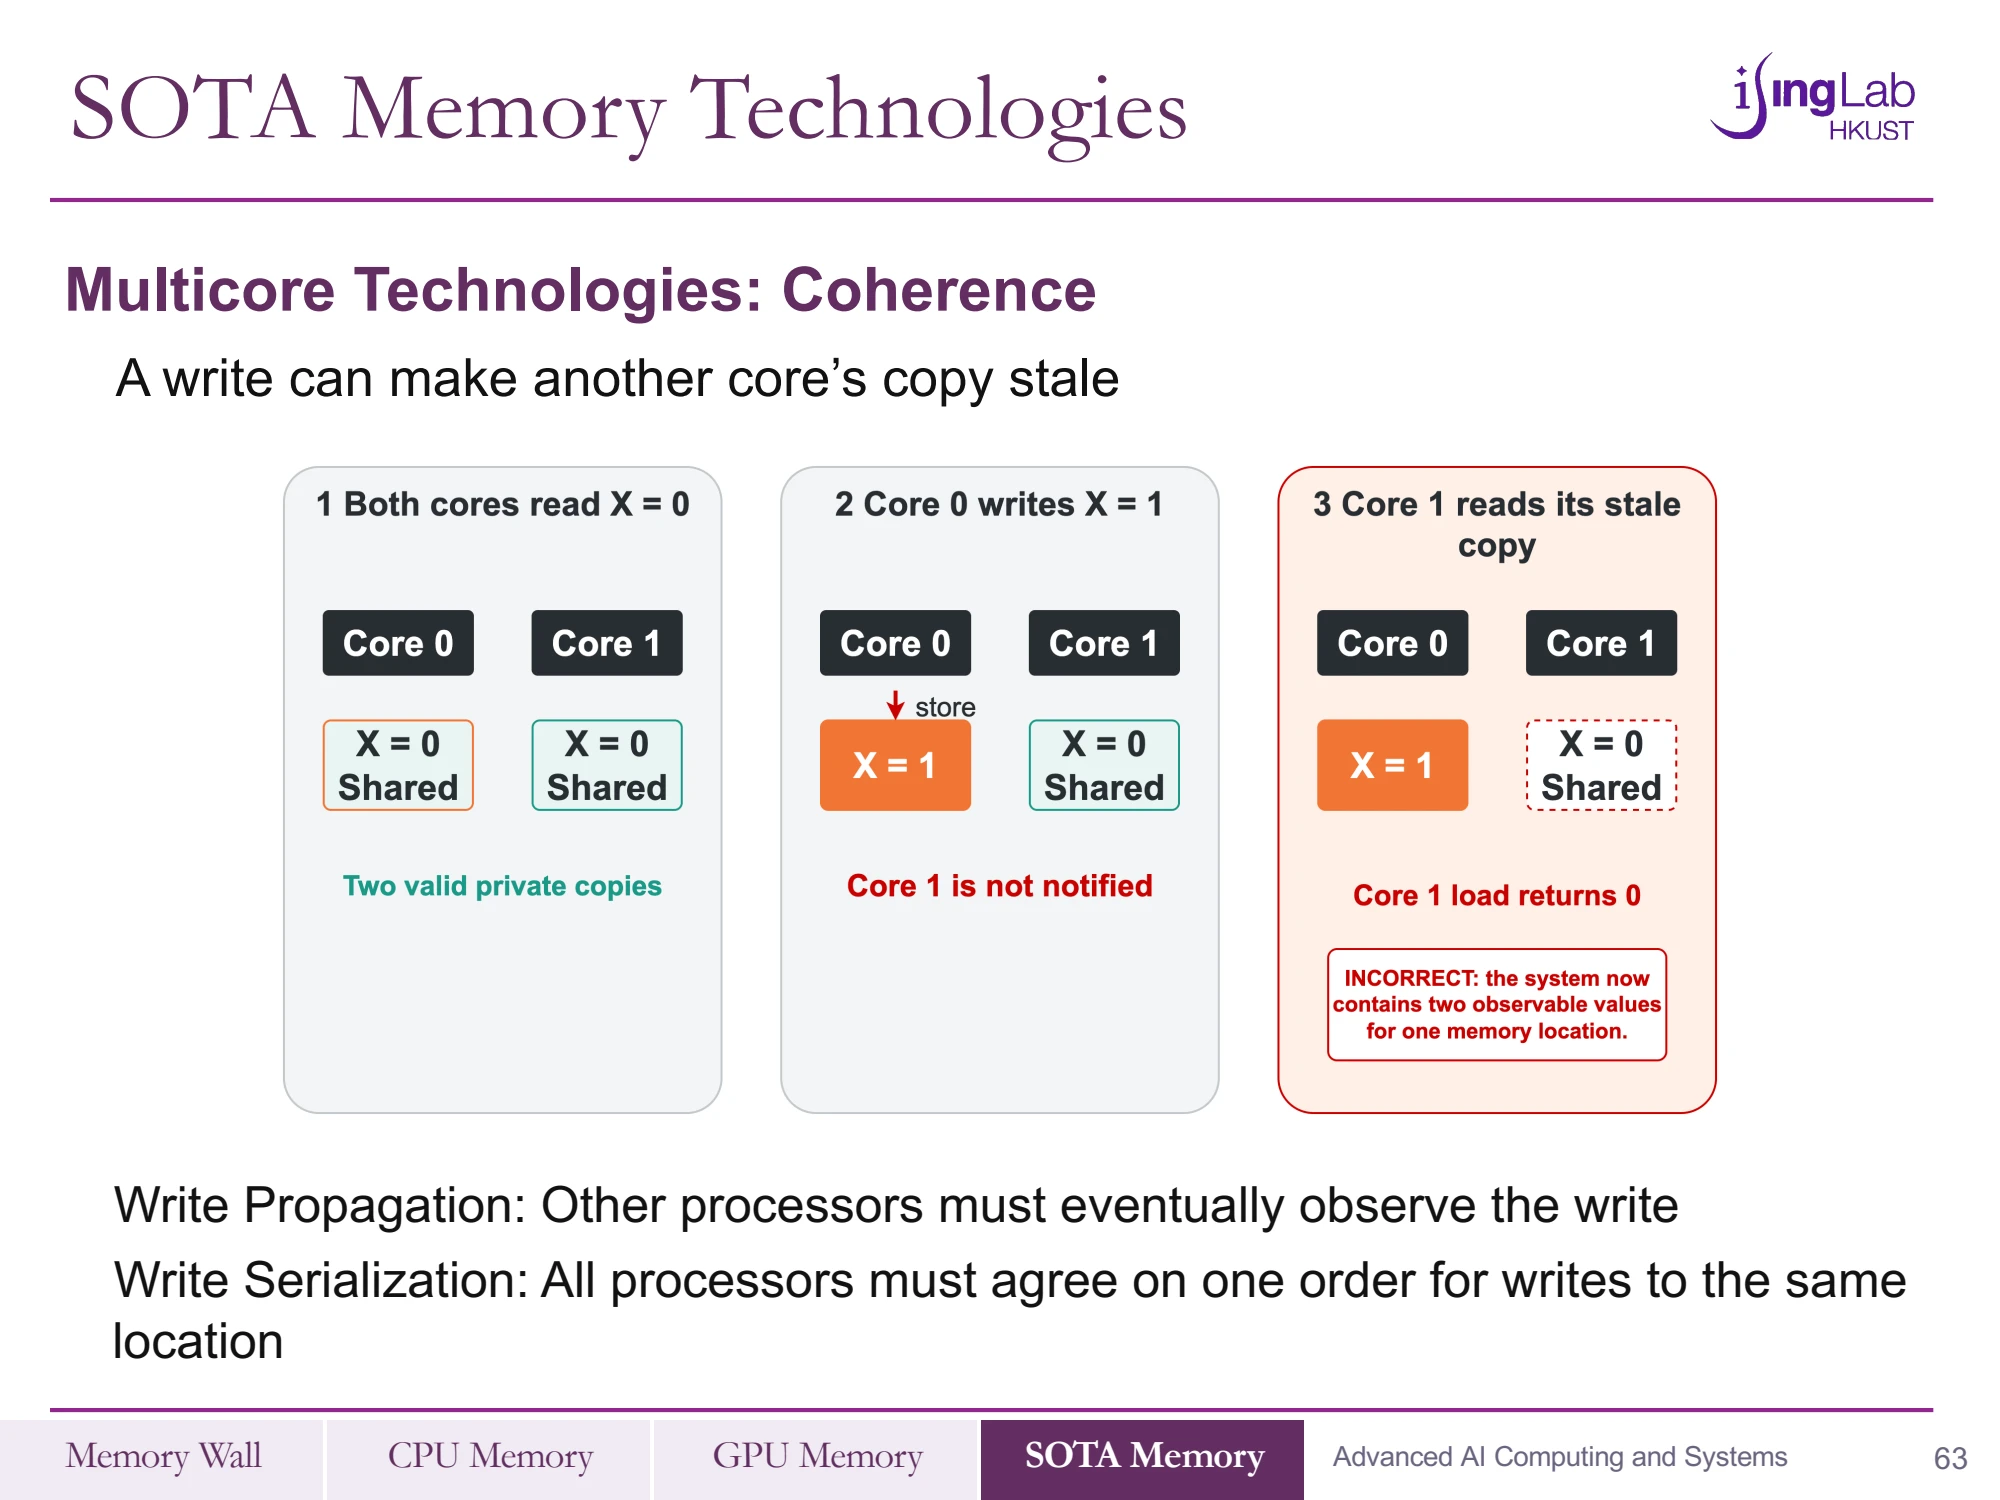 SOTA Memory Technologies
iSingLab
HKUST
Multicore Technologies: Coherence
A write can make another core’s copy stale
1 Both cores read X = 0
Core 0
Core 1
X = 0
Shared
X = 0
Shared
Two valid private copies
2 Core 0 writes X = 1
Core 0
Core 1
store
X = 1
X = 0
Shared
Core 1 is not notified
3 Core 1 reads its stale
copy
Core 0
Core 1
X = 1
X = 0
Shared
Core 1 load returns 0
INCORRECT: the system now
contains two observable values
for one memory location.
Write Propagation: Other processors must eventually observe the write
Write Serialization: All processors must agree on one order for writes to the same
location
Memory Wall
CPU Memory
GPU Memory
SOTA Memory
Advanced AI Computing and Systems
63